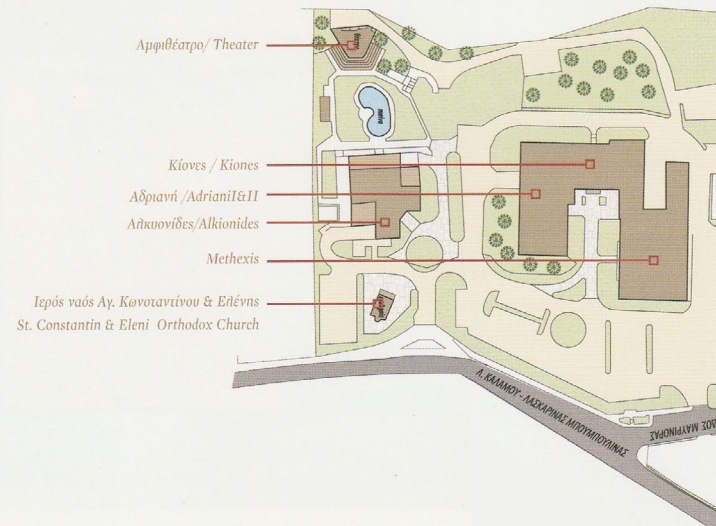 Αμφιθέατρο/ Theater
Κίονες / Kiones
Αδριανή /AdrianiI&II
Αλκυονίδες/Alkionides
Methexis
Ιερός ναός Αγ. Κωνσταντίνου & Ελένης
St. Constantin & Eleni Orthodox Church
Λ. ΚΑΛΑΜΟΥ - ΛΑΣΚΑΡΙΝΑΣ ΜΠΟΥΜΠΟΥΛΙΝΑΣ
ΔΟΣ ΜΑΥΡΙΝΟΡΑΣ